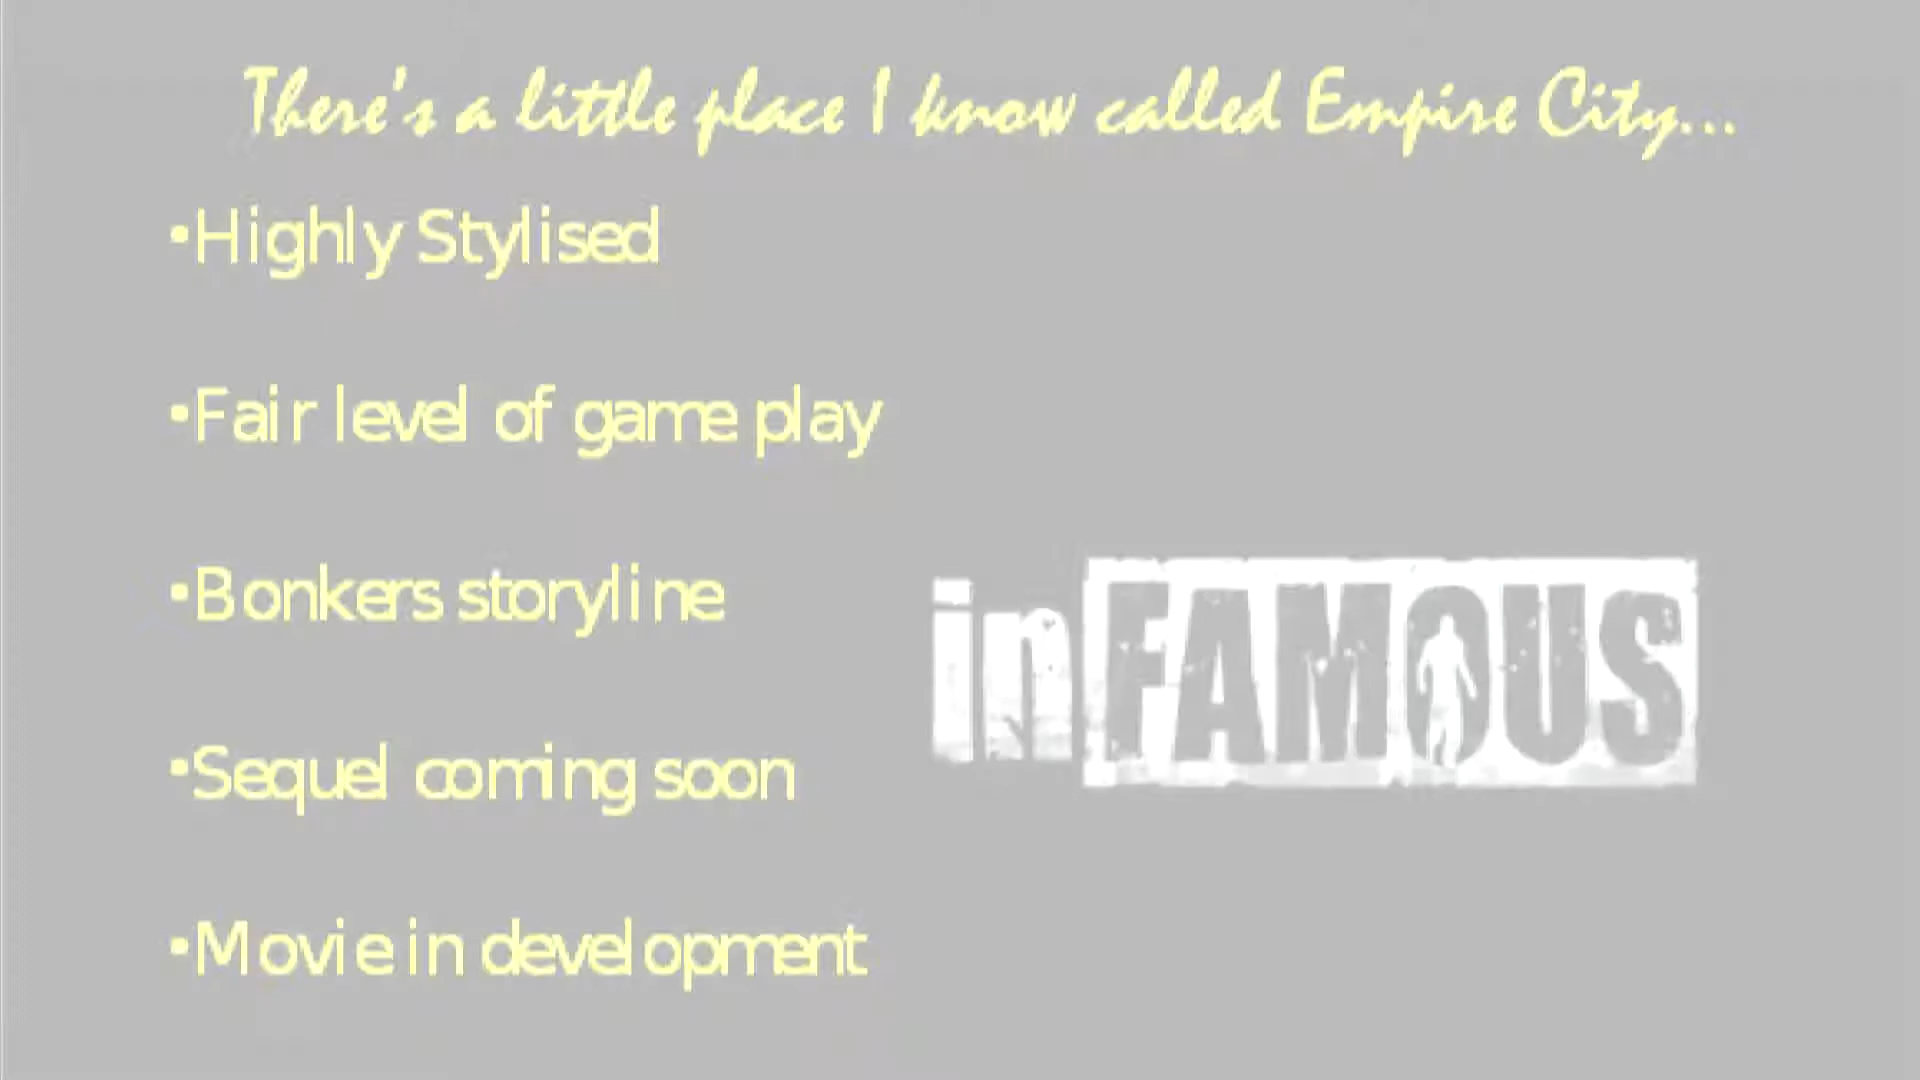 There's a little place I know called Empire City...
•Highly Stylised
•Fair level of game play
•Bonkers storyline
inFAMOUS
•Sequel coming soon
•Movie in development